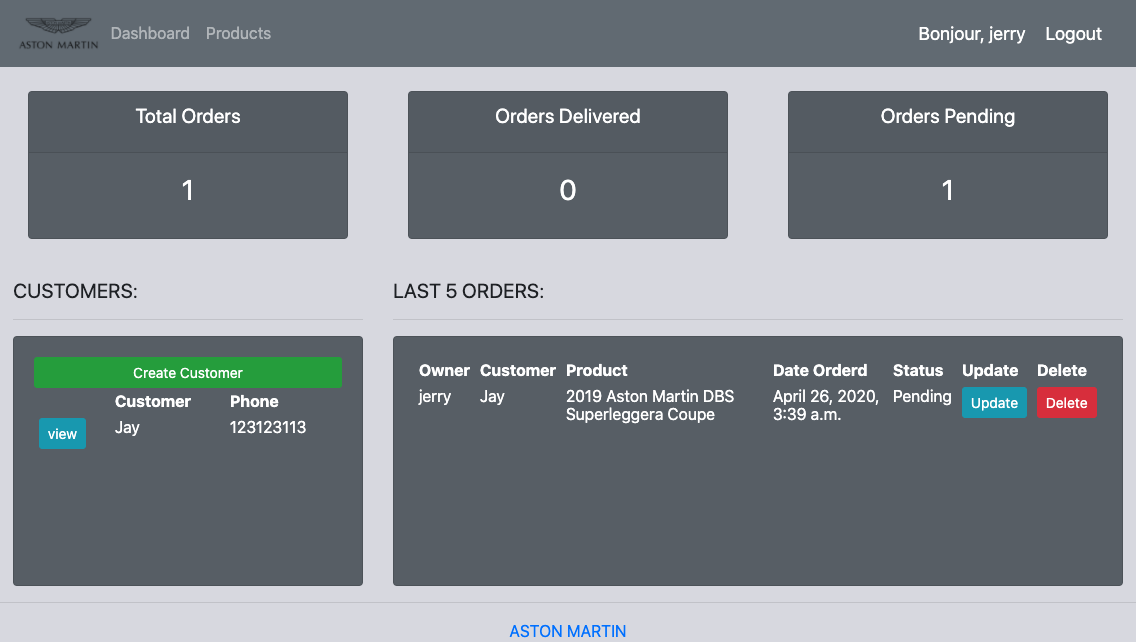 ASTON MARTIN
Dashboard Products
Bonjour, jerry Logout
Total Orders
1
Orders Delivered
0
Orders Pending
1
CUSTOMERS:
Create Customer
Customer Phone
view Jay 123123113
LAST 5 ORDERS:
Owner Customer Product Date Orderd Status Update Delete
jerry Jay 2019 Aston Martin DBS April 26, 2020, Pending Update Delete
Superleggera Coupe 3:39 a.m.
ASTON MARTIN